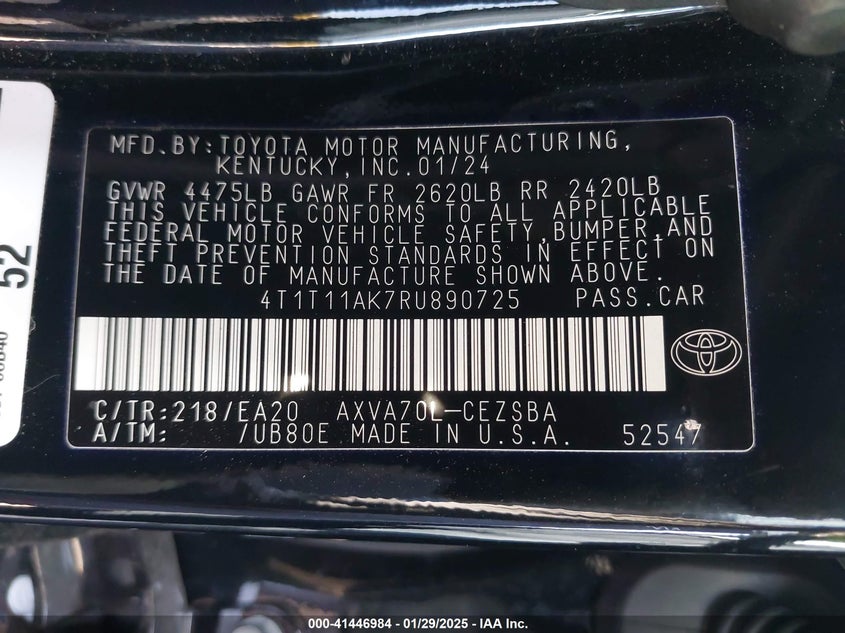 MFD.BY:TOYOTA MOTOR MANUFACTURING,
KENTUCKY,INC.01/24
GVWR 4475LB GAWR FR 2620LB RR 2420LB
THIS VEHICLE CONFORMS TO ALL APPLICABLE
FEDERAL MOTOR VEHICLE SAFETY,BUMPER,AND
THEFT PREVENTION STANDARDS IN EFFECT ON
THE DATE OF MANUFACTURE SHOWN ABOVE.
4T1T11AK7RU890725 PASS.CAR
C/TR:218/EA20 AXVA70L-CEZSBA
A/TM: /UB80E MADE IN U.S.A. 52547
52
000-41446984 - 01/29/2025 - IAA Inc.